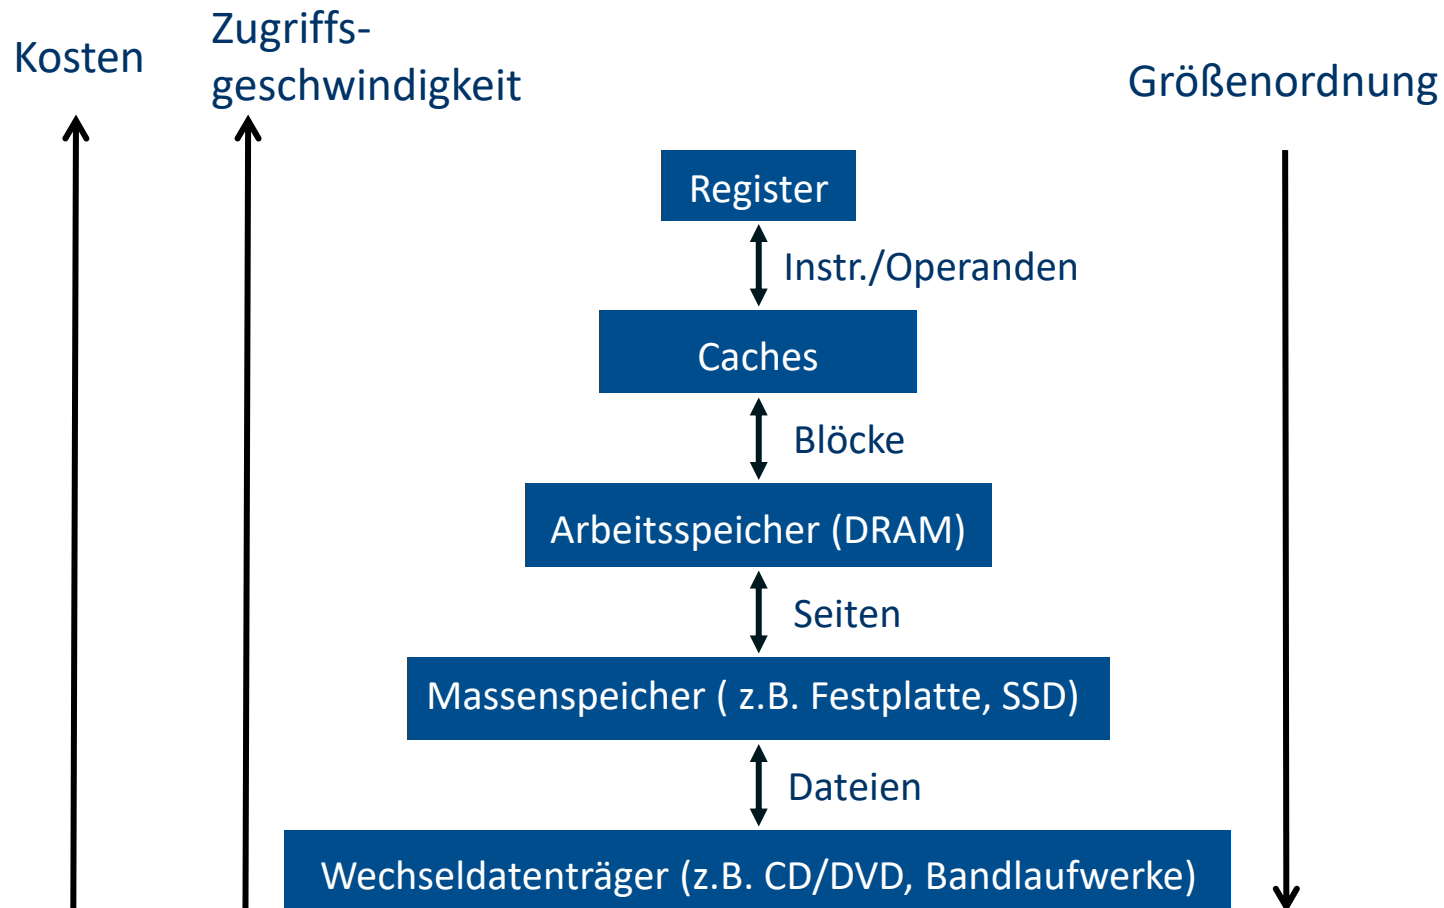 Kosten
Zugriffs-
geschwindigkeit
Größenordnung
Register
Instr./Operanden
Caches
Blöcke
Arbeitsspeicher (DRAM)
Seiten
Massenspeicher ( z.B. Festplatte, SSD)
Dateien
Wechseldatenträger (z.B. CD/DVD, Bandlaufwerke)